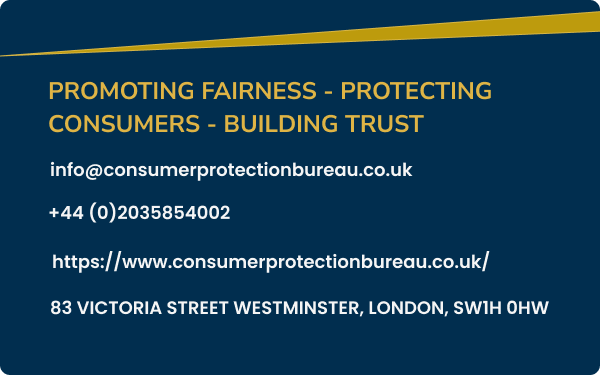 PROMOTING FAIRNESS - PROTECTING
CONSUMERS - BUILDING TRUST
info@consumerprotectionbureau.co.uk
+44 (0)2035854002
https://www.consumerprotectionbureau.co.uk/
83 VICTORIA STREET WESTMINSTER, LONDON, SW1H 0HW